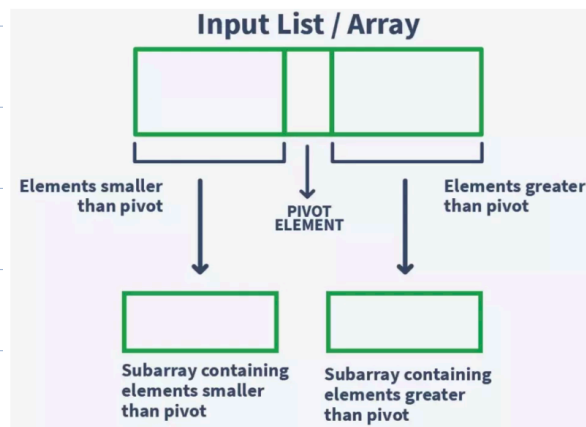 Input List / Array
Elements smaller
than pivot
PIVOT
ELEMENT
Elements greater
than pivot
Subarray containing
elements smaller
than pivot
Subarray containing
elements greater
than pivot